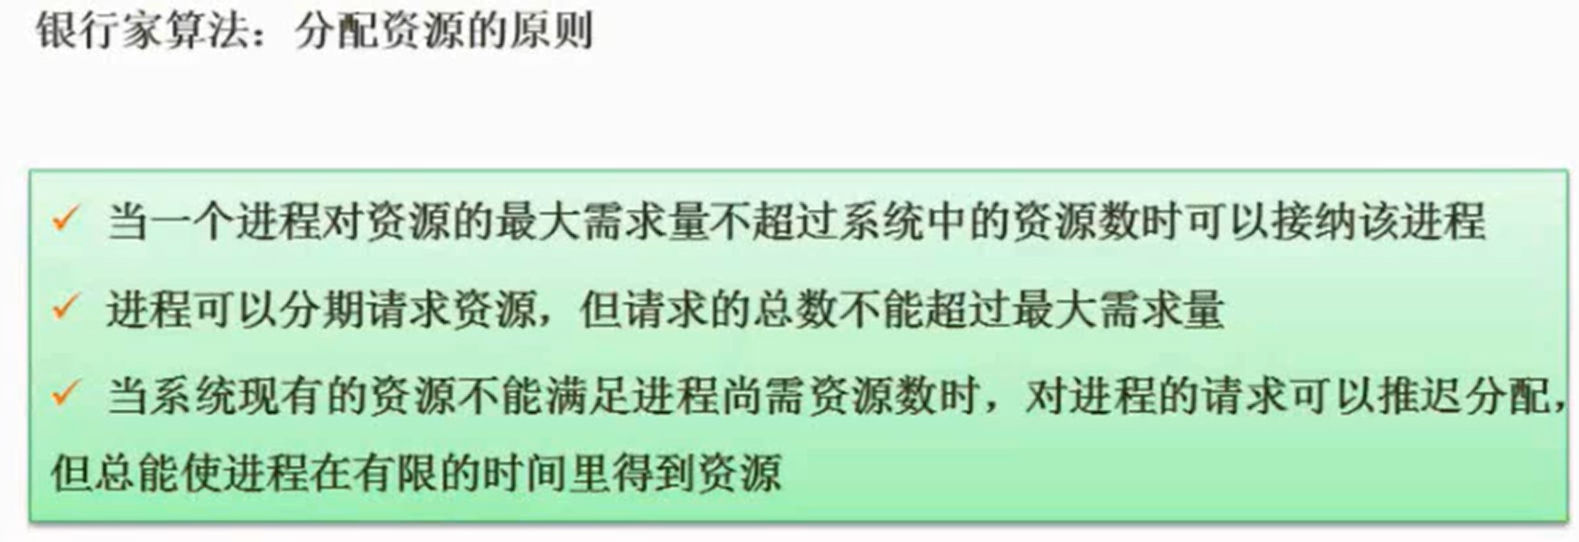 银行家算法：分配资源的原则
✓ 当一个进程对资源的最大需求量不超过系统中的资源数时可以接纳该进程
✓ 进程可以分期请求资源，但请求的总数不能超过最大需求量
✓ 当系统现有的资源不能满足进程尚需资源数时，对进程的请求可以推迟分配，
但总能使进程在有限的时间里得到资源